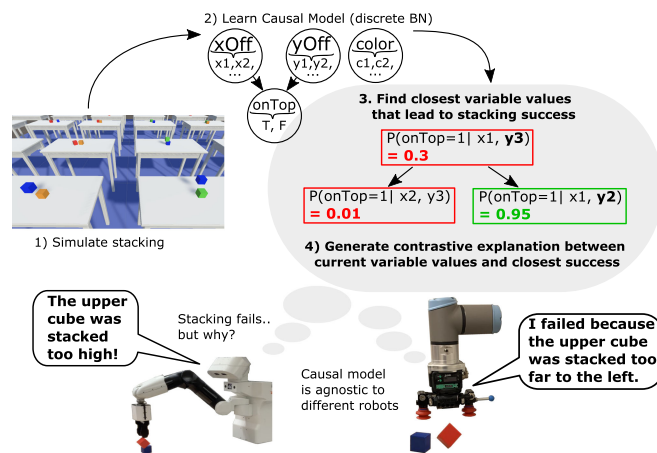 2) Learn Causal Model (discrete BN)
xOff
x1,x2,
...
yOff
y1,y2,
...
color
c1,c2,
...
onTop
T, F
1) Simulate stacking
3. Find closest variable values
that lead to stacking success
P(onTop=1| x1, y3)
= 0.3
P(onTop=1| x2, y3)
= 0.01
P(onTop=1| x1, y2)
= 0.95
4) Generate contrastive explanation between
current variable values and closest success
The upper
cube was
stacked
too high!
Stacking fails..
but why?
Causal model
is agnostic to
different robots
I failed because
the upper cube
was stacked too
far to the left.